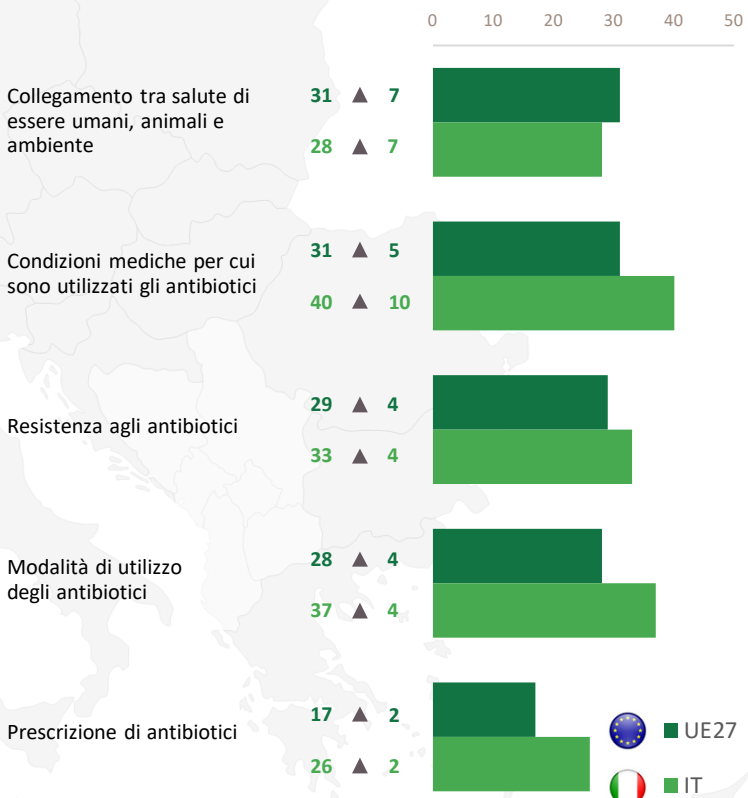 0 10 20 30 40 50
Collegamento tra salute di
essere umani, animali e
ambiente
31 ▲ 7
28 ▲ 7
Condizioni mediche per cui
sono utilizzati gli antibiotici
31 ▲ 5
40 ▲ 10
Resistenza agli antibiotici
29 ▲ 4
33 ▲ 4
Modalità di utilizzo
degli antibiotici
28 ▲ 4
37 ▲ 4
Prescrizione di antibiotici
17 ▲ 2
26 ▲ 2
UE27
IT